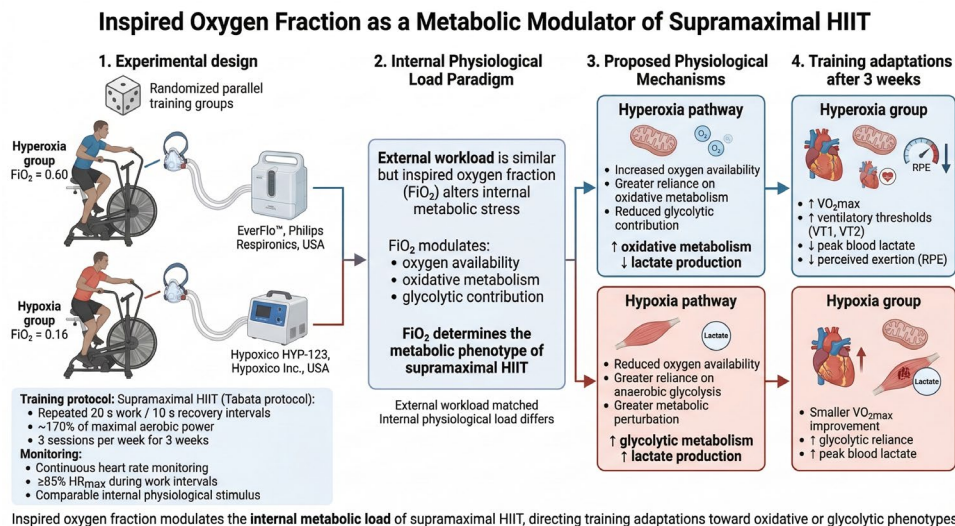 Inspired Oxygen Fraction as a Metabolic Modulator of Supramaximal HIIT
1. Experimental design
Randomized parallel
training groups
Hyperoxia
group
FiO₂ = 0.60
EverFlo™, Philips
Respironics, USA
Hypoxia
group
FiO₂ = 0.16
Hypoxico HYP-123,
Hypoxico Inc., USA
Training protocol: Supramaximal HIIT (Tabata protocol):
• Repeated 20 s work / 10 s recovery intervals
• ~170% of maximal aerobic power
• 3 sessions per week for 3 weeks
Monitoring:
• Continuous heart rate monitoring
• ≥85% HRmax during work intervals
• Comparable internal physiological stimulus
2. Internal Physiological
Load Paradigm
External workload is similar
but inspired oxygen fraction
(FiO₂) alters internal
metabolic stress
FiO₂ modulates:
• oxygen availability
• oxidative metabolism
• glycolytic contribution
FiO₂ determines the
metabolic phenotype of
supramaximal HIIT
External workload matched
Internal physiological load differs
3. Proposed Physiological
Mechanisms
Hyperoxia pathway
O₂
O₂
• Increased oxygen availability
• Greater reliance on
oxidative metabolism
• Reduced glycolytic
contribution
↑ oxidative metabolism
↓ lactate production
Hypoxia pathway
Lactate
• Reduced oxygen availability
• Greater reliance on
anaerobic glycolysis
• Greater metabolic
perturbation
↑ glycolytic metabolism
↑ lactate production
4. Training adaptations
after 3 weeks
Hyperoxia group
RPE
• ↑ VO₂max
• ↑ ventilatory thresholds
(VT1, VT2)
• ↓ peak blood lactate
• ↓ perceived exertion (RPE)
Hypoxia group
Lactate
• Smaller VO₂max
improvement
• ↑ glycolytic reliance
• ↑ peak blood lactate
Inspired oxygen fraction modulates the internal metabolic load of supramaximal HIIT, directing training adaptations toward oxidative or glycolytic phenotypes